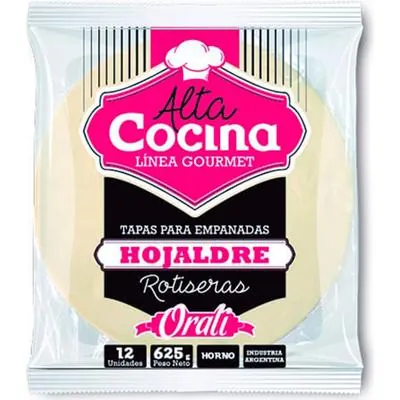 Alta
Cocina
LÍNEA GOURMET
TAPAS PARA EMPANADAS
HOJALDRE
Rotiseras
Orali
12
Unidades
625g
Peso Neto
HORNO
INDUSTRIA
ARGENTINA